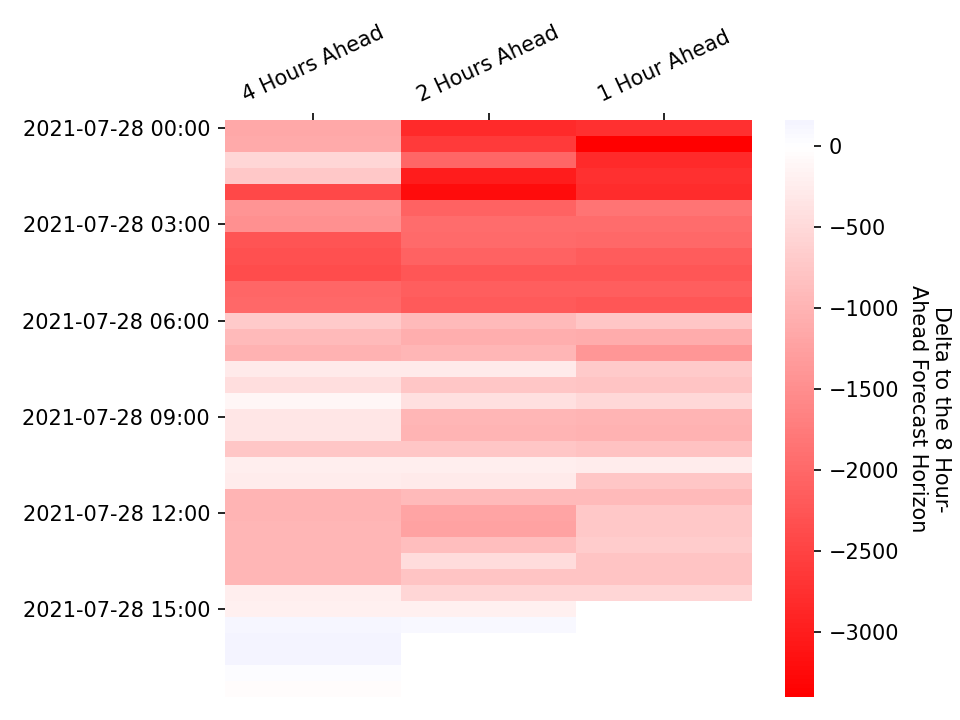 4 Hours Ahead
2 Hours Ahead
1 Hour Ahead
2021-07-28 00:00
2021-07-28 03:00
2021-07-28 06:00
2021-07-28 09:00
2021-07-28 12:00
2021-07-28 15:00
0
−500
−1000
−1500
−2000
−2500
−3000
Delta to the 8 Hour-
Ahead Forecast Horizon